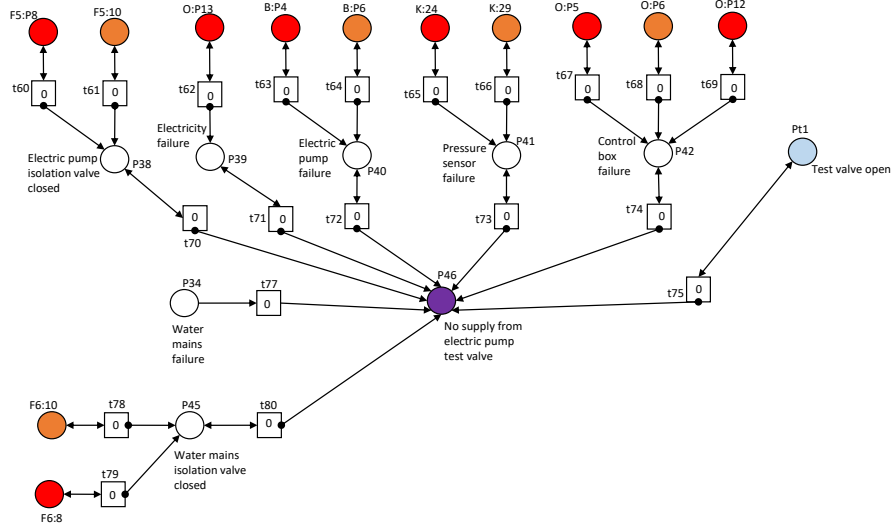 F5:P8
F5:10
O:P13
B:P4
B:P6
K:24
K:29
O:P5
O:P6
O:P12
t60
0
t61
0
t62
0
t63
0
t64
0
t65
0
t66
0
t67
0
t68
0
t69
0
Electric pump
isolation valve
closed
P38
Electricity
failure
P39
Electric
pump
failure
P40
Pressure
sensor
failure
P41
Control
box
failure
P42
Pt1
Test valve open
0
t70
t71
0
t72
0
t73
0
t74
0
P34
Water
mains
failure
t77
0
P46
No supply from
electric pump
test valve
t75
0
F6:10
t78
0
P45
Water mains
isolation valve
closed
t80
0
t79
0
F6:8